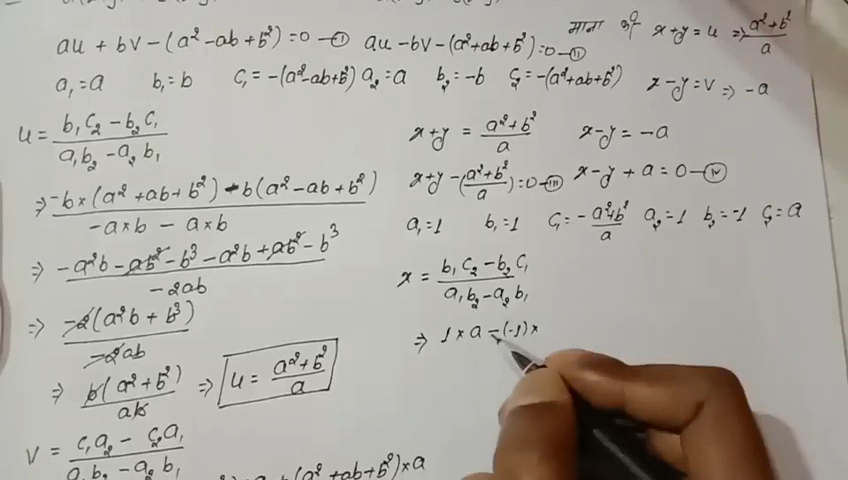 माना की x+y=u ⇒ a²+b²/a
au + bv -(a²-ab+b²)=0 -(I) au-bv-(a²+ab+b²)=0-(II)
a₁=a b₁=b c₁=-(a²-ab+b²) a₂=a b₂=-b c₂=-(a²+ab+b²) x-y=v ⇒ -a
u = b₁c₂-b₂c₁/a₁b₂-a₂b₁
⇒ -b×(a²+ab+b²)-b(a²-ab+b²)/-a×b - a×b
⇒ -a²b-ab²-b³-a²b+ab²-b³/-2ab
⇒ -2(a²b+b³)/-2ab
⇒ b(a²+b²)/ab ⇒ u = a²+b²/a
v = c₁a₂ - c₂a₁/a₁b₂-a₂b₁
+(a²+ab+b²)×a
x+y = a²+b²/a x-y=-a
x+y-(a²+b²/a)=0-(III) x-y+a=0-(IV)
a₁=1 b₁=1 c₁=-a²+b²/a a₂=1 b₂=-1 c₂=a
x = b₁c₂-b₂c₁/a₁b₂-a₂b₁
⇒ 1×a-(-1)×